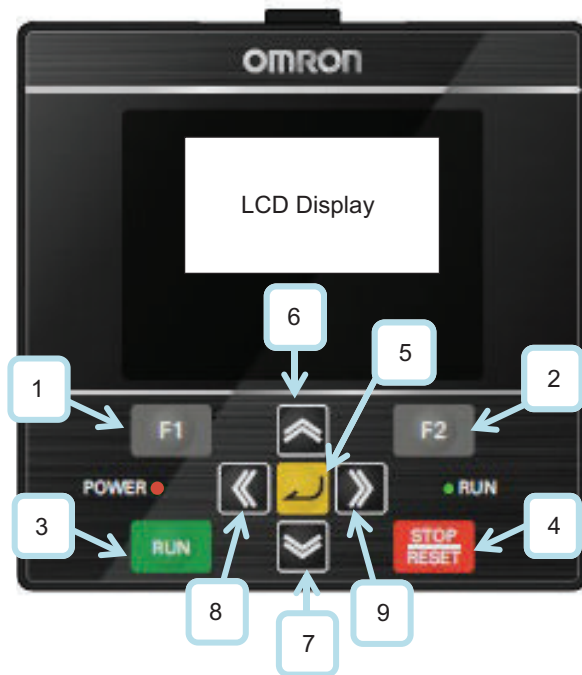 OMRON
LCD Display
6
5
1
2
F1
F2
POWER
RUN
3
RUN
STOP
RESET
4
8
7
9